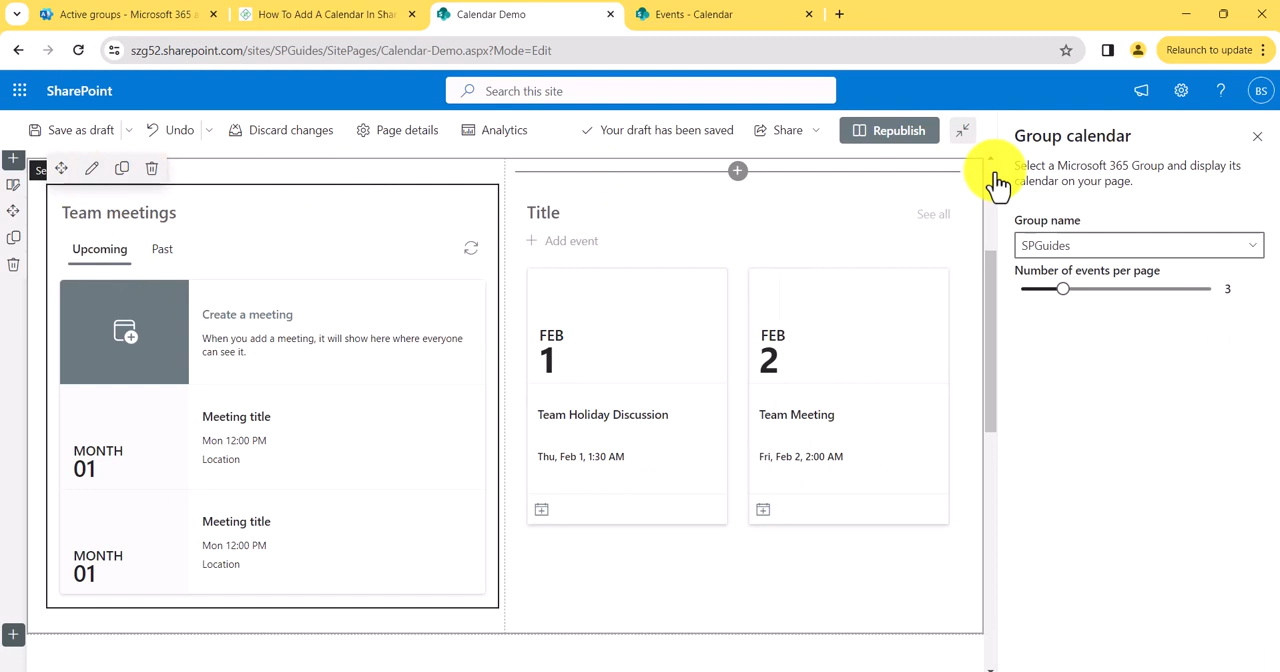 Active groups - Microsoft 365 a
How To Add A Calendar In Shar
Calendar Demo
Events - Calendar
szg52.sharepoint.com/sites/SPGuides/SitePages/Calendar-Demo.aspx?Mode=Edit
Relaunch to update
SharePoint
Search this site
BS
Save as draft
Undo
Discard changes
Page details
Analytics
Your draft has been saved
Share
Republish
Group calendar
Select a Microsoft 365 Group and display its
calendar on your page.
Group name
SPGuides
Number of events per page
3
Se
Team meetings
Upcoming
Past
Create a meeting
When you add a meeting, it will show here where everyone
can see it.
Meeting title
Mon 12:00 PM
Location
MONTH
01
Meeting title
Mon 12:00 PM
Location
MONTH
01
Title
See all
Add event
FEB
1
Team Holiday Discussion
Thu, Feb 1, 1:30 AM
FEB
2
Team Meeting
Fri, Feb 2, 2:00 AM